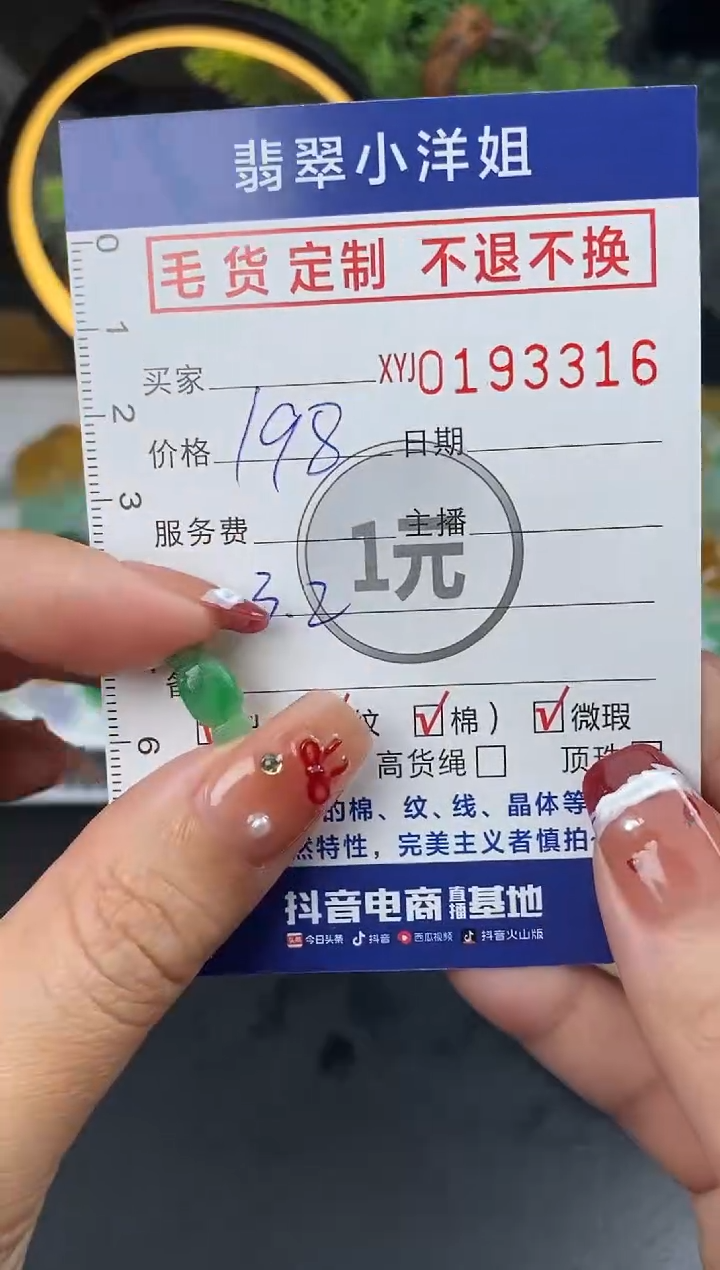 翡翠小洋姐
毛货定制 不退不换
买家 XYJ0193316
价格 198 日期
服务费 主播
1元
3.2
备
纹 棉） 微瑕
高货绳 顶珠
的棉、纹、线、晶体等
然特性，完美主义者慎拍
抖音电商 直播 基地
今日头条 抖音 西瓜视频 抖音火山版
0
1
2
3
6